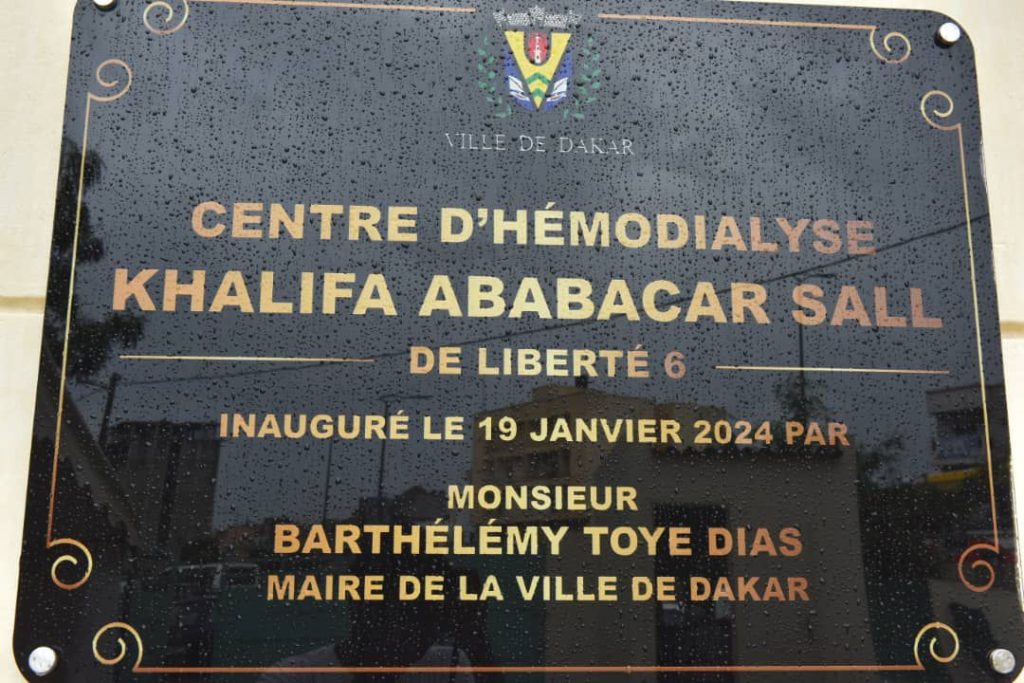 VILLE DE DAKAR
CENTRE D'HÉMODIALYSE
KHALIFA ABABACAR SALL
DE LIBERTÉ 6
INAUGURÉ LE 19 JANVIER 2024 PAR
MONSIEUR
BARTHÉLÉMY TOYE DIAS
MAIRE DE LA VILLE DE DAKAR